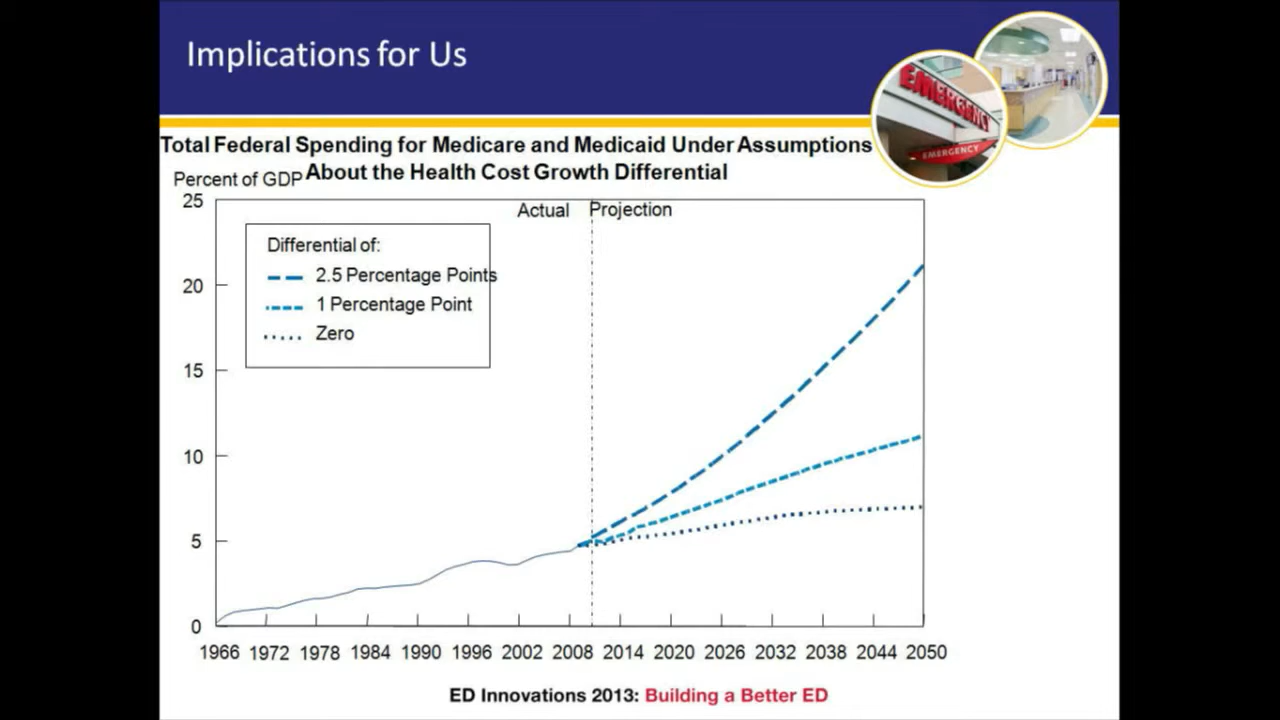 Implications for Us
EMERGENCY
EMERGENCY
Total Federal Spending for Medicare and Medicaid Under Assumptions
About the Health Cost Growth Differential
Percent of GDP
25
20
15
10
5
0
Actual Projection
Differential of:
2.5 Percentage Points
1 Percentage Point
Zero
1966 1972 1978 1984 1990 1996 2002 2008 2014 2020 2026 2032 2038 2044 2050
ED Innovations 2013: Building a Better ED